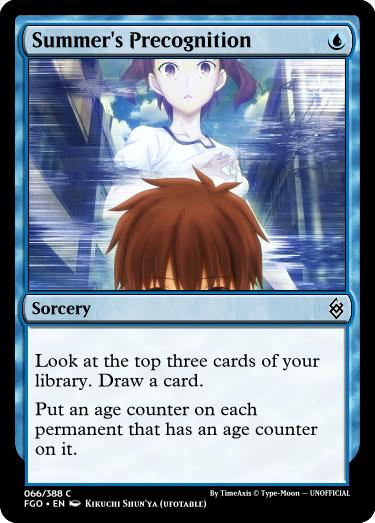 Summer's Precognition
Sorcery
Look at the top three cards of your
library. Draw a card.
Put an age counter on each
permanent that has an age counter
on it.
066/388 C
FGO • EN Kikuchi Shun'ya (ufotable)
By TimeAxis © Type-Moon — UNOFFICIAL